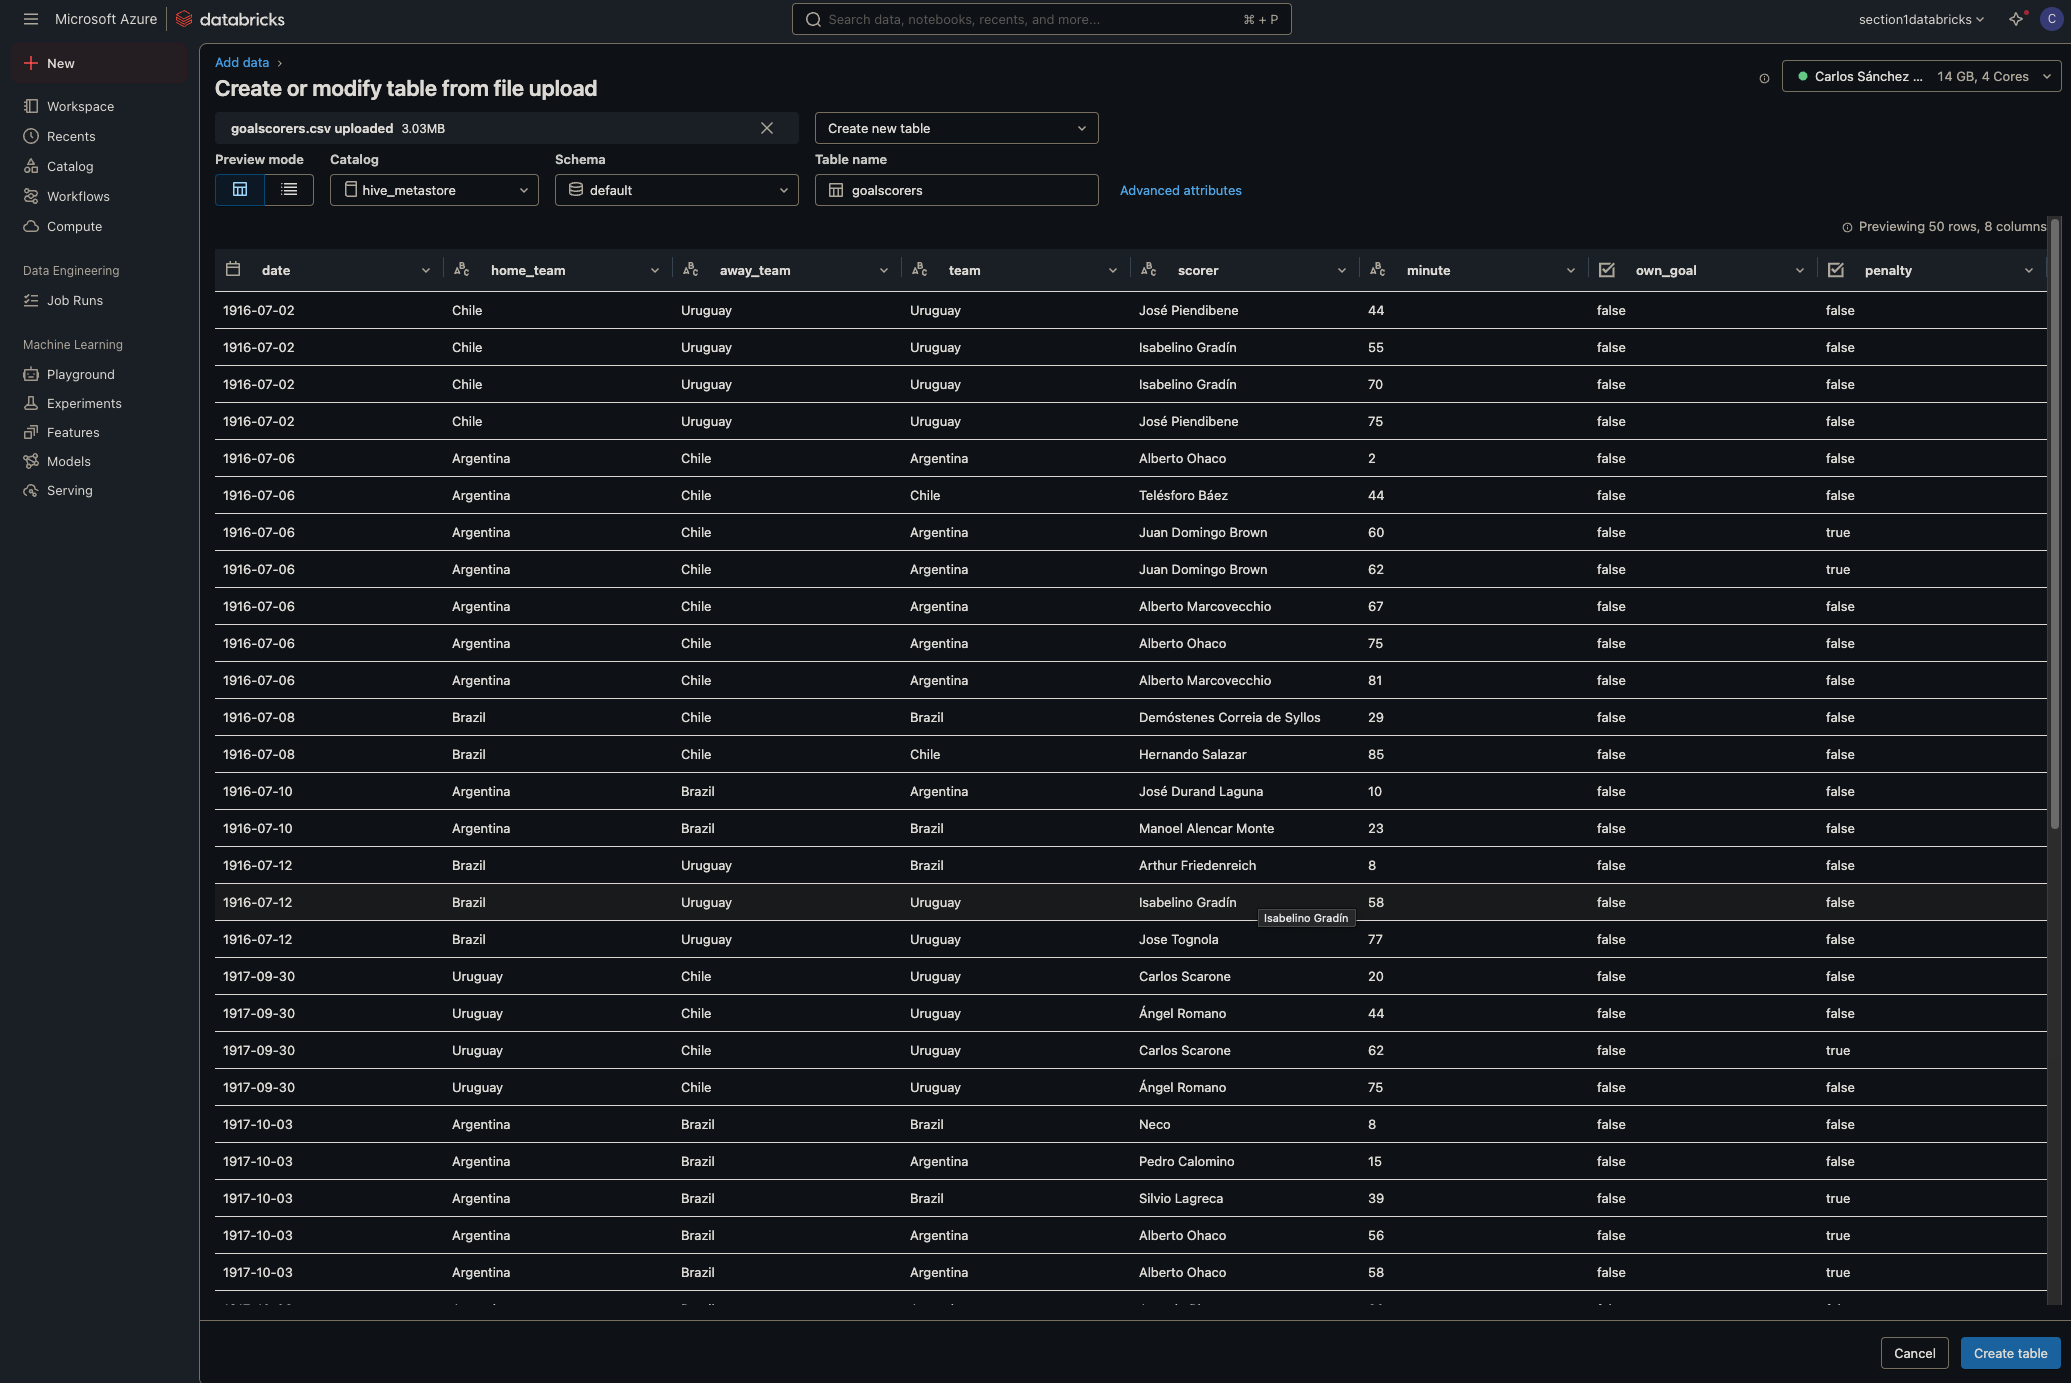 Microsoft Azure databricks Search data, notebooks, recents, and more... ⌘ + P section1databricks C
New
Workspace
Recents
Catalog
Workflows
Compute
Data Engineering
Job Runs
Machine Learning
Playground
Experiments
Features
Models
Serving
Add data ›
Create or modify table from file upload
Carlos Sánchez ... 14 GB, 4 Cores
goalscorers.csv uploaded 3.03MB Create new table
Preview mode Catalog Schema Table name
hive_metastore default goalscorers Advanced attributes
Previewing 50 rows, 8 columns
date home_team away_team team scorer minute own_goal penalty
1916-07-02 Chile Uruguay Uruguay José Piendibene 44 false false
1916-07-02 Chile Uruguay Uruguay Isabelino Gradín 55 false false
1916-07-02 Chile Uruguay Uruguay Isabelino Gradín 70 false false
1916-07-02 Chile Uruguay Uruguay José Piendibene 75 false false
1916-07-06 Argentina Chile Argentina Alberto Ohaco 2 false false
1916-07-06 Argentina Chile Chile Telésforo Báez 44 false false
1916-07-06 Argentina Chile Argentina Juan Domingo Brown 60 false true
1916-07-06 Argentina Chile Argentina Juan Domingo Brown 62 false true
1916-07-06 Argentina Chile Argentina Alberto Marcovecchio 67 false false
1916-07-06 Argentina Chile Argentina Alberto Ohaco 75 false false
1916-07-06 Argentina Chile Argentina Alberto Marcovecchio 81 false false
1916-07-08 Brazil Chile Brazil Demóstenes Correia de Syllos 29 false false
1916-07-08 Brazil Chile Chile Hernando Salazar 85 false false
1916-07-10 Argentina Brazil Argentina José Durand Laguna 10 false false
1916-07-10 Argentina Brazil Brazil Manoel Alencar Monte 23 false false
1916-07-12 Brazil Uruguay Brazil Arthur Friedenreich 8 false false
1916-07-12 Brazil Uruguay Uruguay Isabelino Gradín 58 false false
Isabelino Gradín
1916-07-12 Brazil Uruguay Uruguay Jose Tognola 77 false false
1917-09-30 Uruguay Chile Uruguay Carlos Scarone 20 false false
1917-09-30 Uruguay Chile Uruguay Ángel Romano 44 false false
1917-09-30 Uruguay Chile Uruguay Carlos Scarone 62 false true
1917-09-30 Uruguay Chile Uruguay Ángel Romano 75 false false
1917-10-03 Argentina Brazil Brazil Neco 8 false false
1917-10-03 Argentina Brazil Argentina Pedro Calomino 15 false false
1917-10-03 Argentina Brazil Brazil Silvio Lagreca 39 false true
1917-10-03 Argentina Brazil Argentina Alberto Ohaco 56 false true
1917-10-03 Argentina Brazil Argentina Alberto Ohaco 58 false true
Cancel Create table